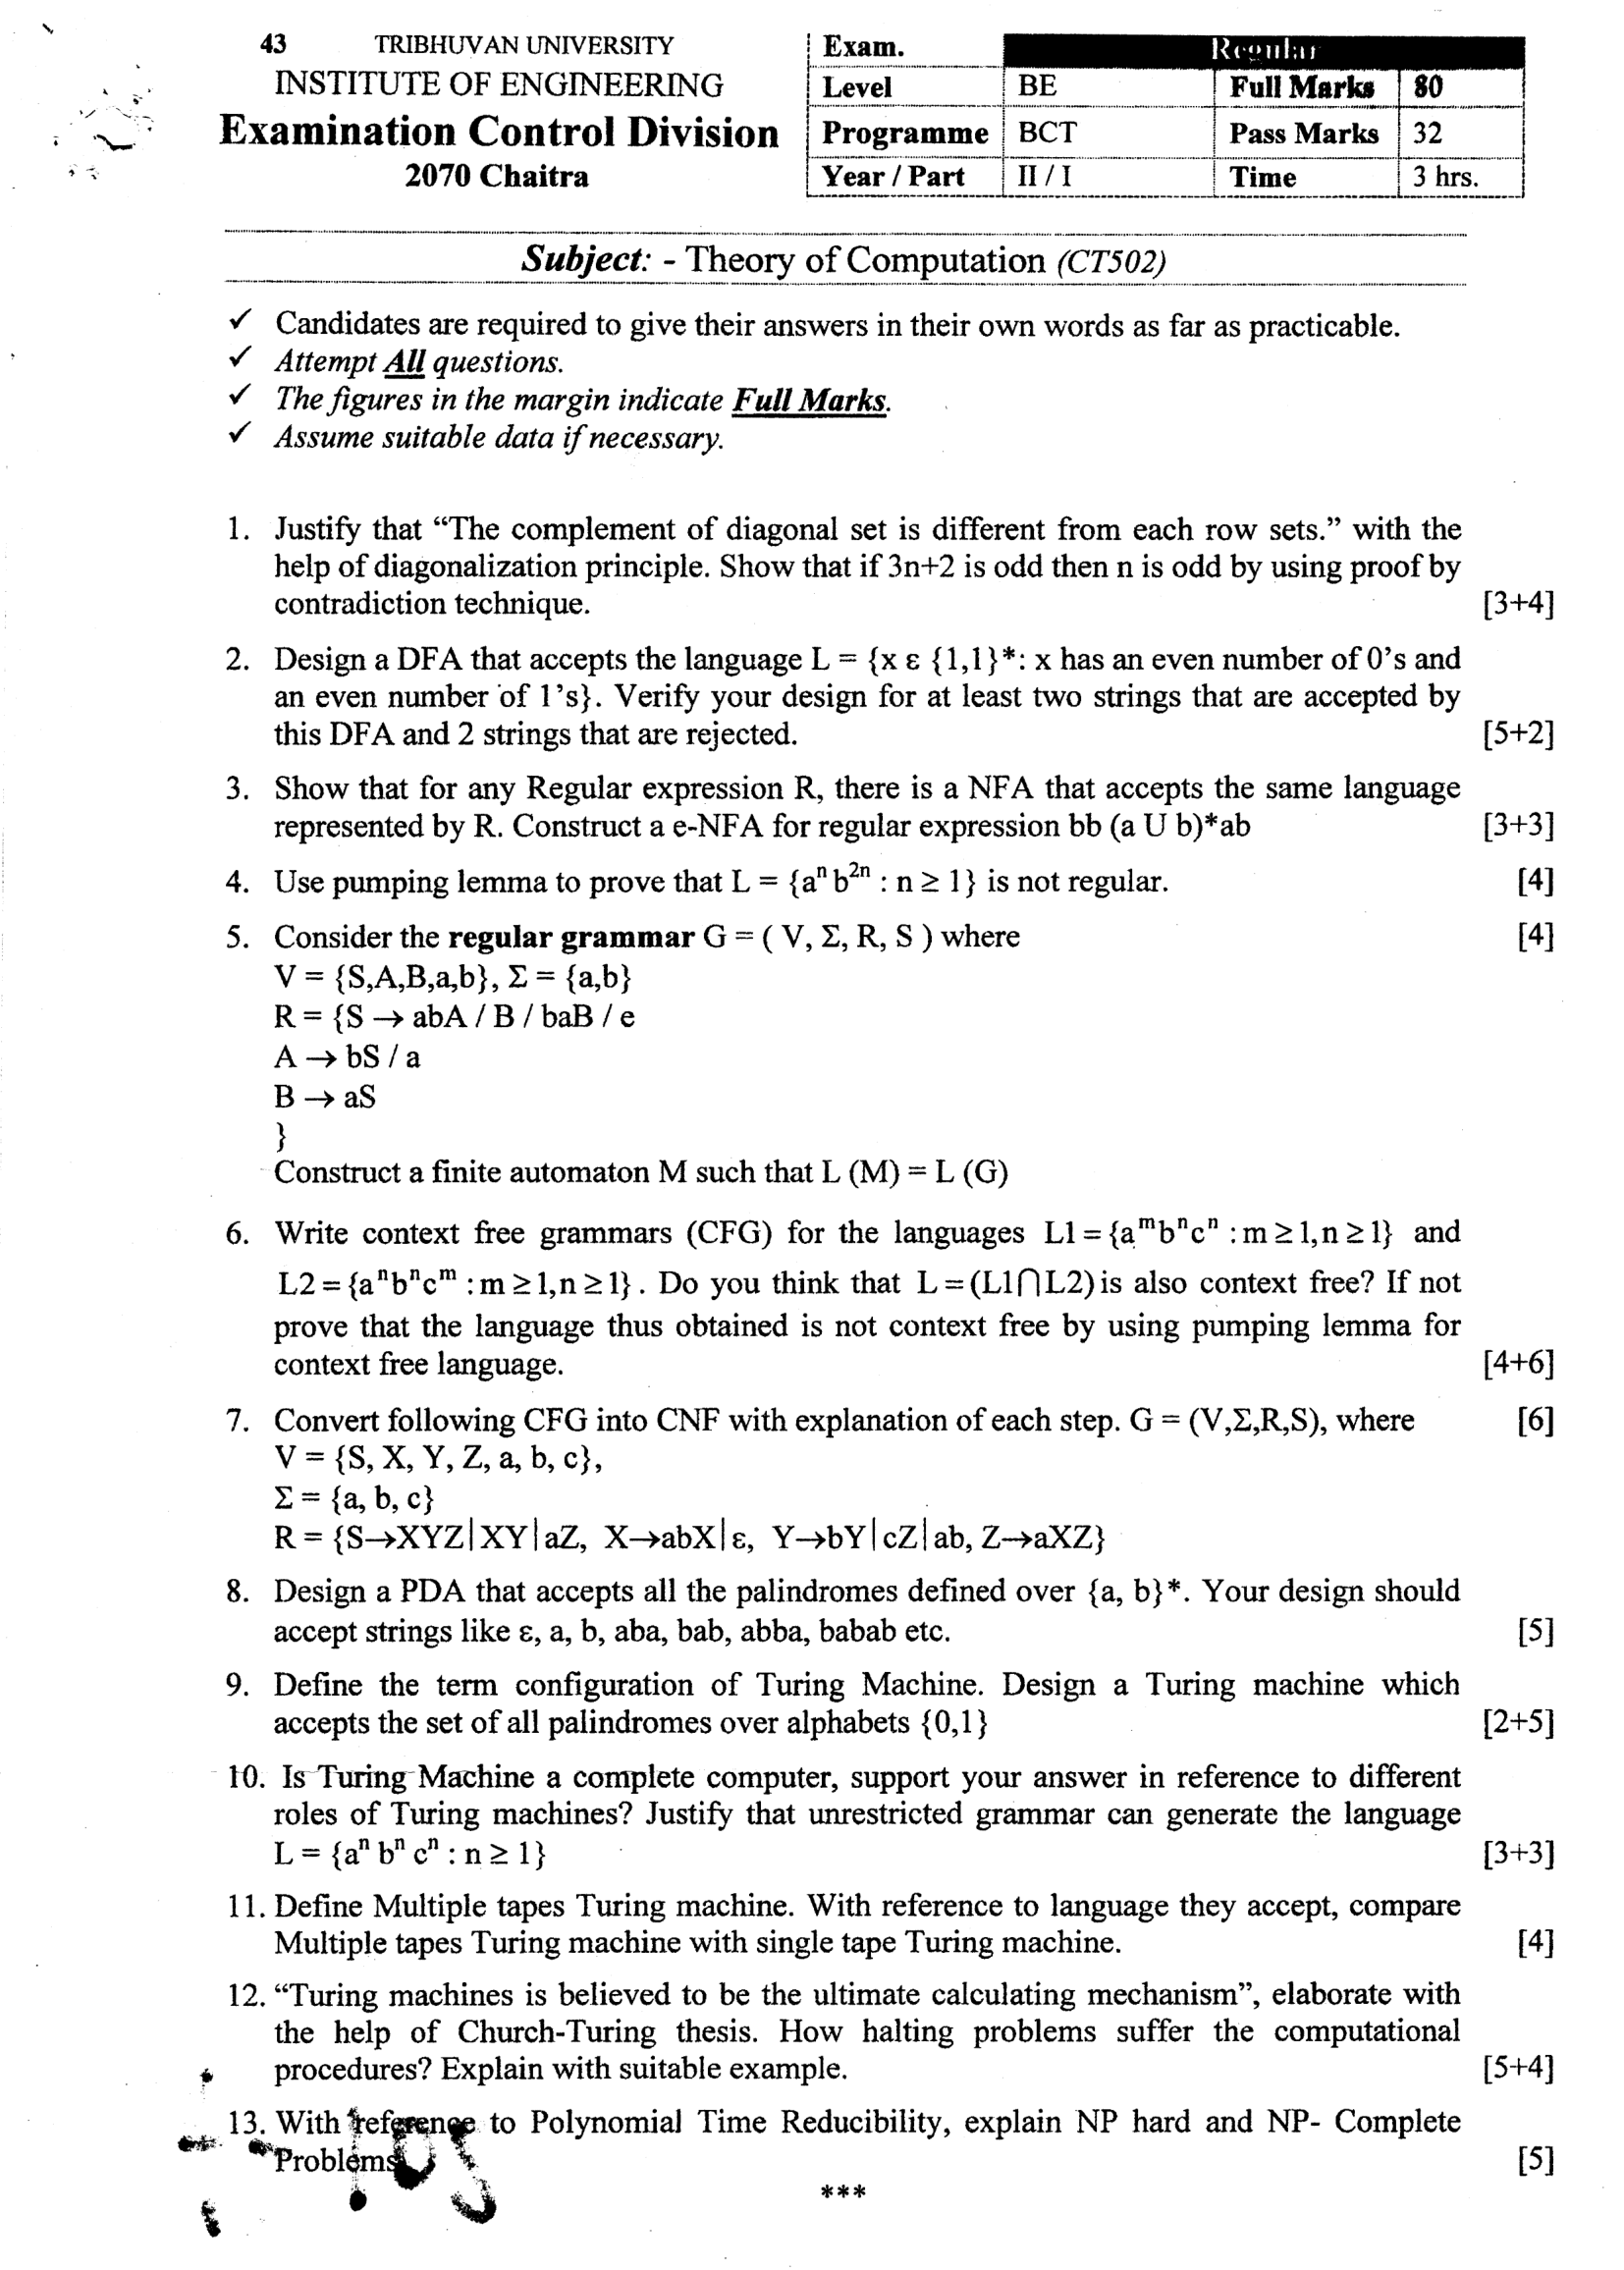 43 TRIBHUVAN UNIVERSITY
INSTITUTE OF ENGINEERING
Examination Control Division
2070 Chaitra
Exam. Regular
Level BE Full Marks 80
Programme BCT Pass Marks 32
Year / Part II / I Time 3 hrs.
Subject: - Theory of Computation (CT502)
✓ Candidates are required to give their answers in their own words as far as practicable.
✓ Attempt All questions.
✓ The figures in the margin indicate Full Marks.
✓ Assume suitable data if necessary.
1. Justify that “The complement of diagonal set is different from each row sets.” with the
help of diagonalization principle. Show that if 3n+2 is odd then n is odd by using proof by
contradiction technique. [3+4]
2. Design a DFA that accepts the language L = {x ε {1,1}*: x has an even number of 0’s and
an even number of 1’s}. Verify your design for at least two strings that are accepted by
this DFA and 2 strings that are rejected. [5+2]
3. Show that for any Regular expression R, there is a NFA that accepts the same language
represented by R. Construct a e-NFA for regular expression bb (a U b)*ab [3+3]
4. Use pumping lemma to prove that L = {aⁿ b²ⁿ : n ≥ 1} is not regular. [4]
5. Consider the regular grammar G = ( V, Σ, R, S ) where [4]
V = {S,A,B,a,b}, Σ = {a,b}
R = {S → abA / B / baB / e
A → bS / a
B → aS
}
Construct a finite automaton M such that L (M) = L (G)
6. Write context free grammars (CFG) for the languages L1 = {aᵐbⁿcⁿ : m ≥ 1, n ≥ 1} and
L2 = {aⁿbⁿcᵐ : m ≥ 1, n ≥ 1} . Do you think that L = (L1⋂L2) is also context free? If not
prove that the language thus obtained is not context free by using pumping lemma for
context free language. [4+6]
7. Convert following CFG into CNF with explanation of each step. G = (V,Σ,R,S), where [6]
V = {S, X, Y, Z, a, b, c},
Σ = {a, b, c}
R = {S→XYZ|XY|aZ, X→abX|ε, Y→bY|cZ|ab, Z→aXZ}
8. Design a PDA that accepts all the palindromes defined over {a, b}*. Your design should
accept strings like ε, a, b, aba, bab, abba, babab etc. [5]
9. Define the term configuration of Turing Machine. Design a Turing machine which
accepts the set of all palindromes over alphabets {0,1} [2+5]
10. Is Turing Machine a complete computer, support your answer in reference to different
roles of Turing machines? Justify that unrestricted grammar can generate the language
L = {aⁿ bⁿ cⁿ : n ≥ 1} [3+3]
11. Define Multiple tapes Turing machine. With reference to language they accept, compare
Multiple tapes Turing machine with single tape Turing machine. [4]
12. “Turing machines is believed to be the ultimate calculating mechanism”, elaborate with
the help of Church-Turing thesis. How halting problems suffer the computational
procedures? Explain with suitable example. [5+4]
13. With reference to Polynomial Time Reducibility, explain NP hard and NP- Complete
Problems [5]
***